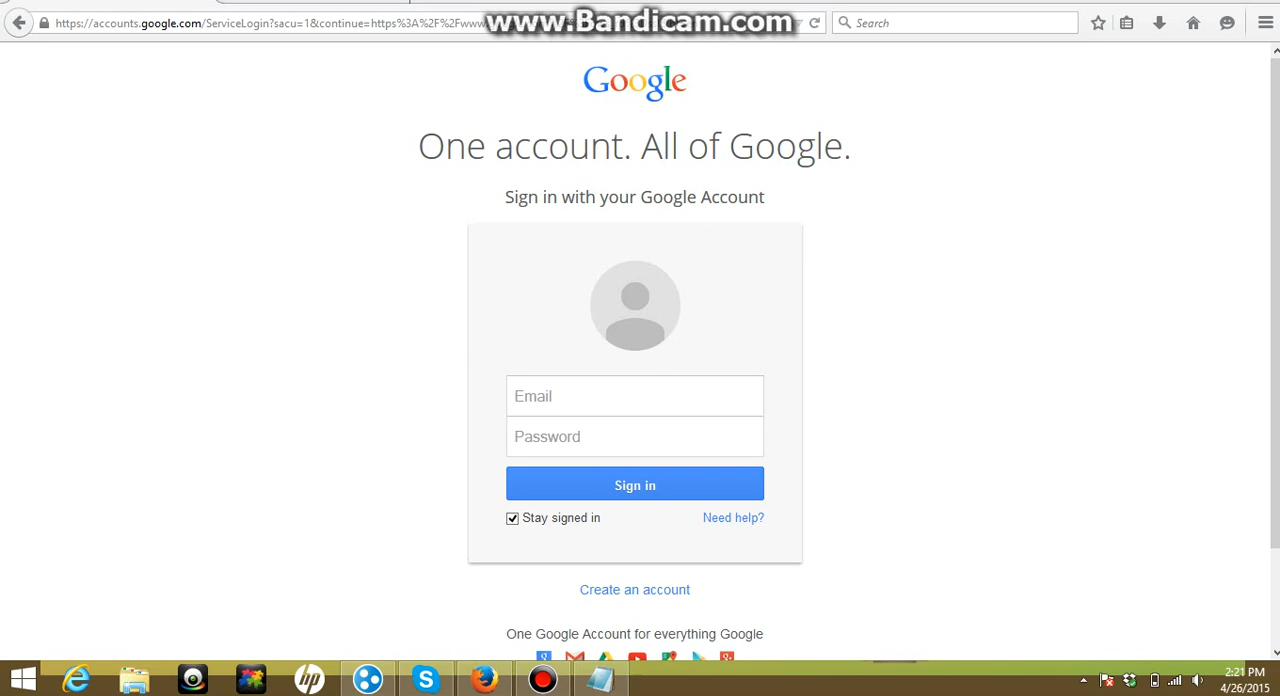 https://accounts.google.com/ServiceLogin?sacu=1&continue=https%3A%2F%2Fwww
www.Bandicam.com
Search
Google
One account. All of Google.
Sign in with your Google Account
Email
Password
Sign in
Stay signed in
Need help?
Create an account
One Google Account for everything Google
hp
2:21 PM
4/26/2015